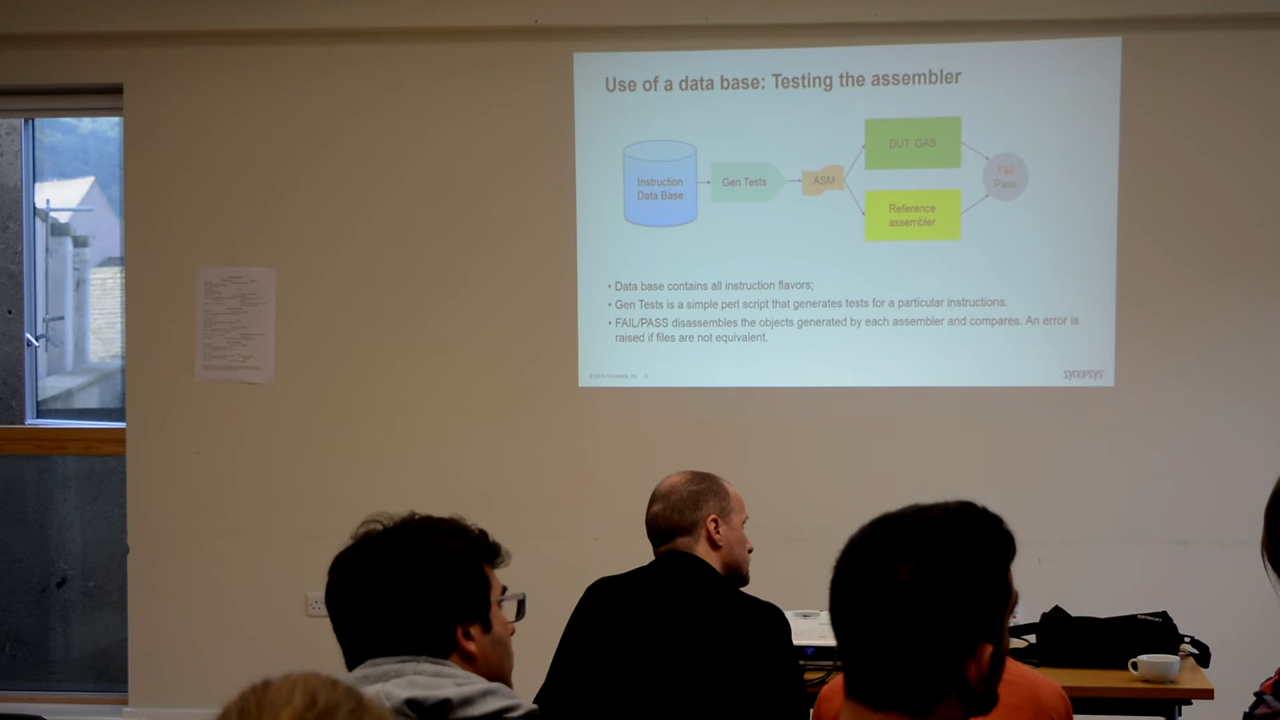 Use of a data base: Testing the assembler
Instruction
Data Base
Gen Tests
.ASM
DUT: GAS
Reference
assembler
Fail
Pass
• Data base contains all instruction flavors;
• Gen Tests is a simple perl script that generates tests for a particular instructions.
• FAIL/PASS disassembles the objects generated by each assembler and compares. An error is
raised if files are not equivalent.
SYNOPSYS